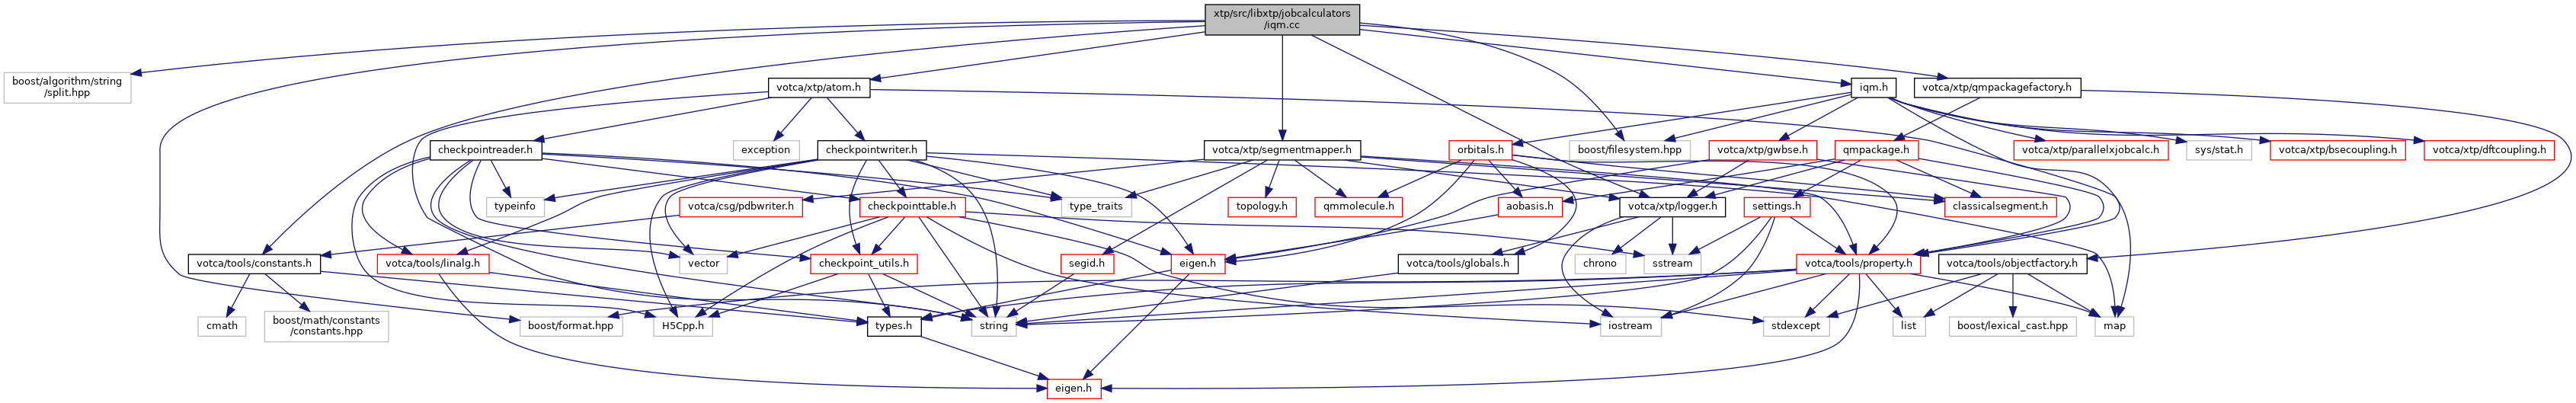 xtp/src/libxtp/jobcalculators
/iqm.cc
boost/algorithm/string
/split.hpp
votca/xtp/atom.h
iqm.h
votca/xtp/qmpackagefactory.h
checkpointreader.h
exception
checkpointwriter.h
votca/xtp/segmentmapper.h
orbitals.h
boost/filesystem.hpp
votca/xtp/gwbse.h
qmpackage.h
votca/xtp/parallelxjobcalc.h
sys/stat.h
votca/xtp/bsecoupling.h
votca/xtp/dftcoupling.h
typeinfo
votca/csg/pdbwriter.h
checkpointtable.h
type_traits
topology.h
qmmolecule.h
aobasis.h
votca/xtp/logger.h
settings.h
classicalsegment.h
votca/tools/constants.h
votca/tools/linalg.h
vector
checkpoint_utils.h
segid.h
eigen.h
votca/tools/globals.h
chrono
sstream
votca/tools/property.h
votca/tools/objectfactory.h
cmath
boost/math/constants
/constants.hpp
boost/format.hpp
H5Cpp.h
types.h
string
iostream
stdexcept
list
boost/lexical_cast.hpp
map
eigen.h